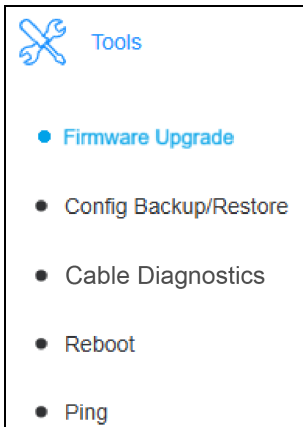 Tools
Firmware Upgrade
Config Backup/Restore
Cable Diagnostics
Reboot
Ping